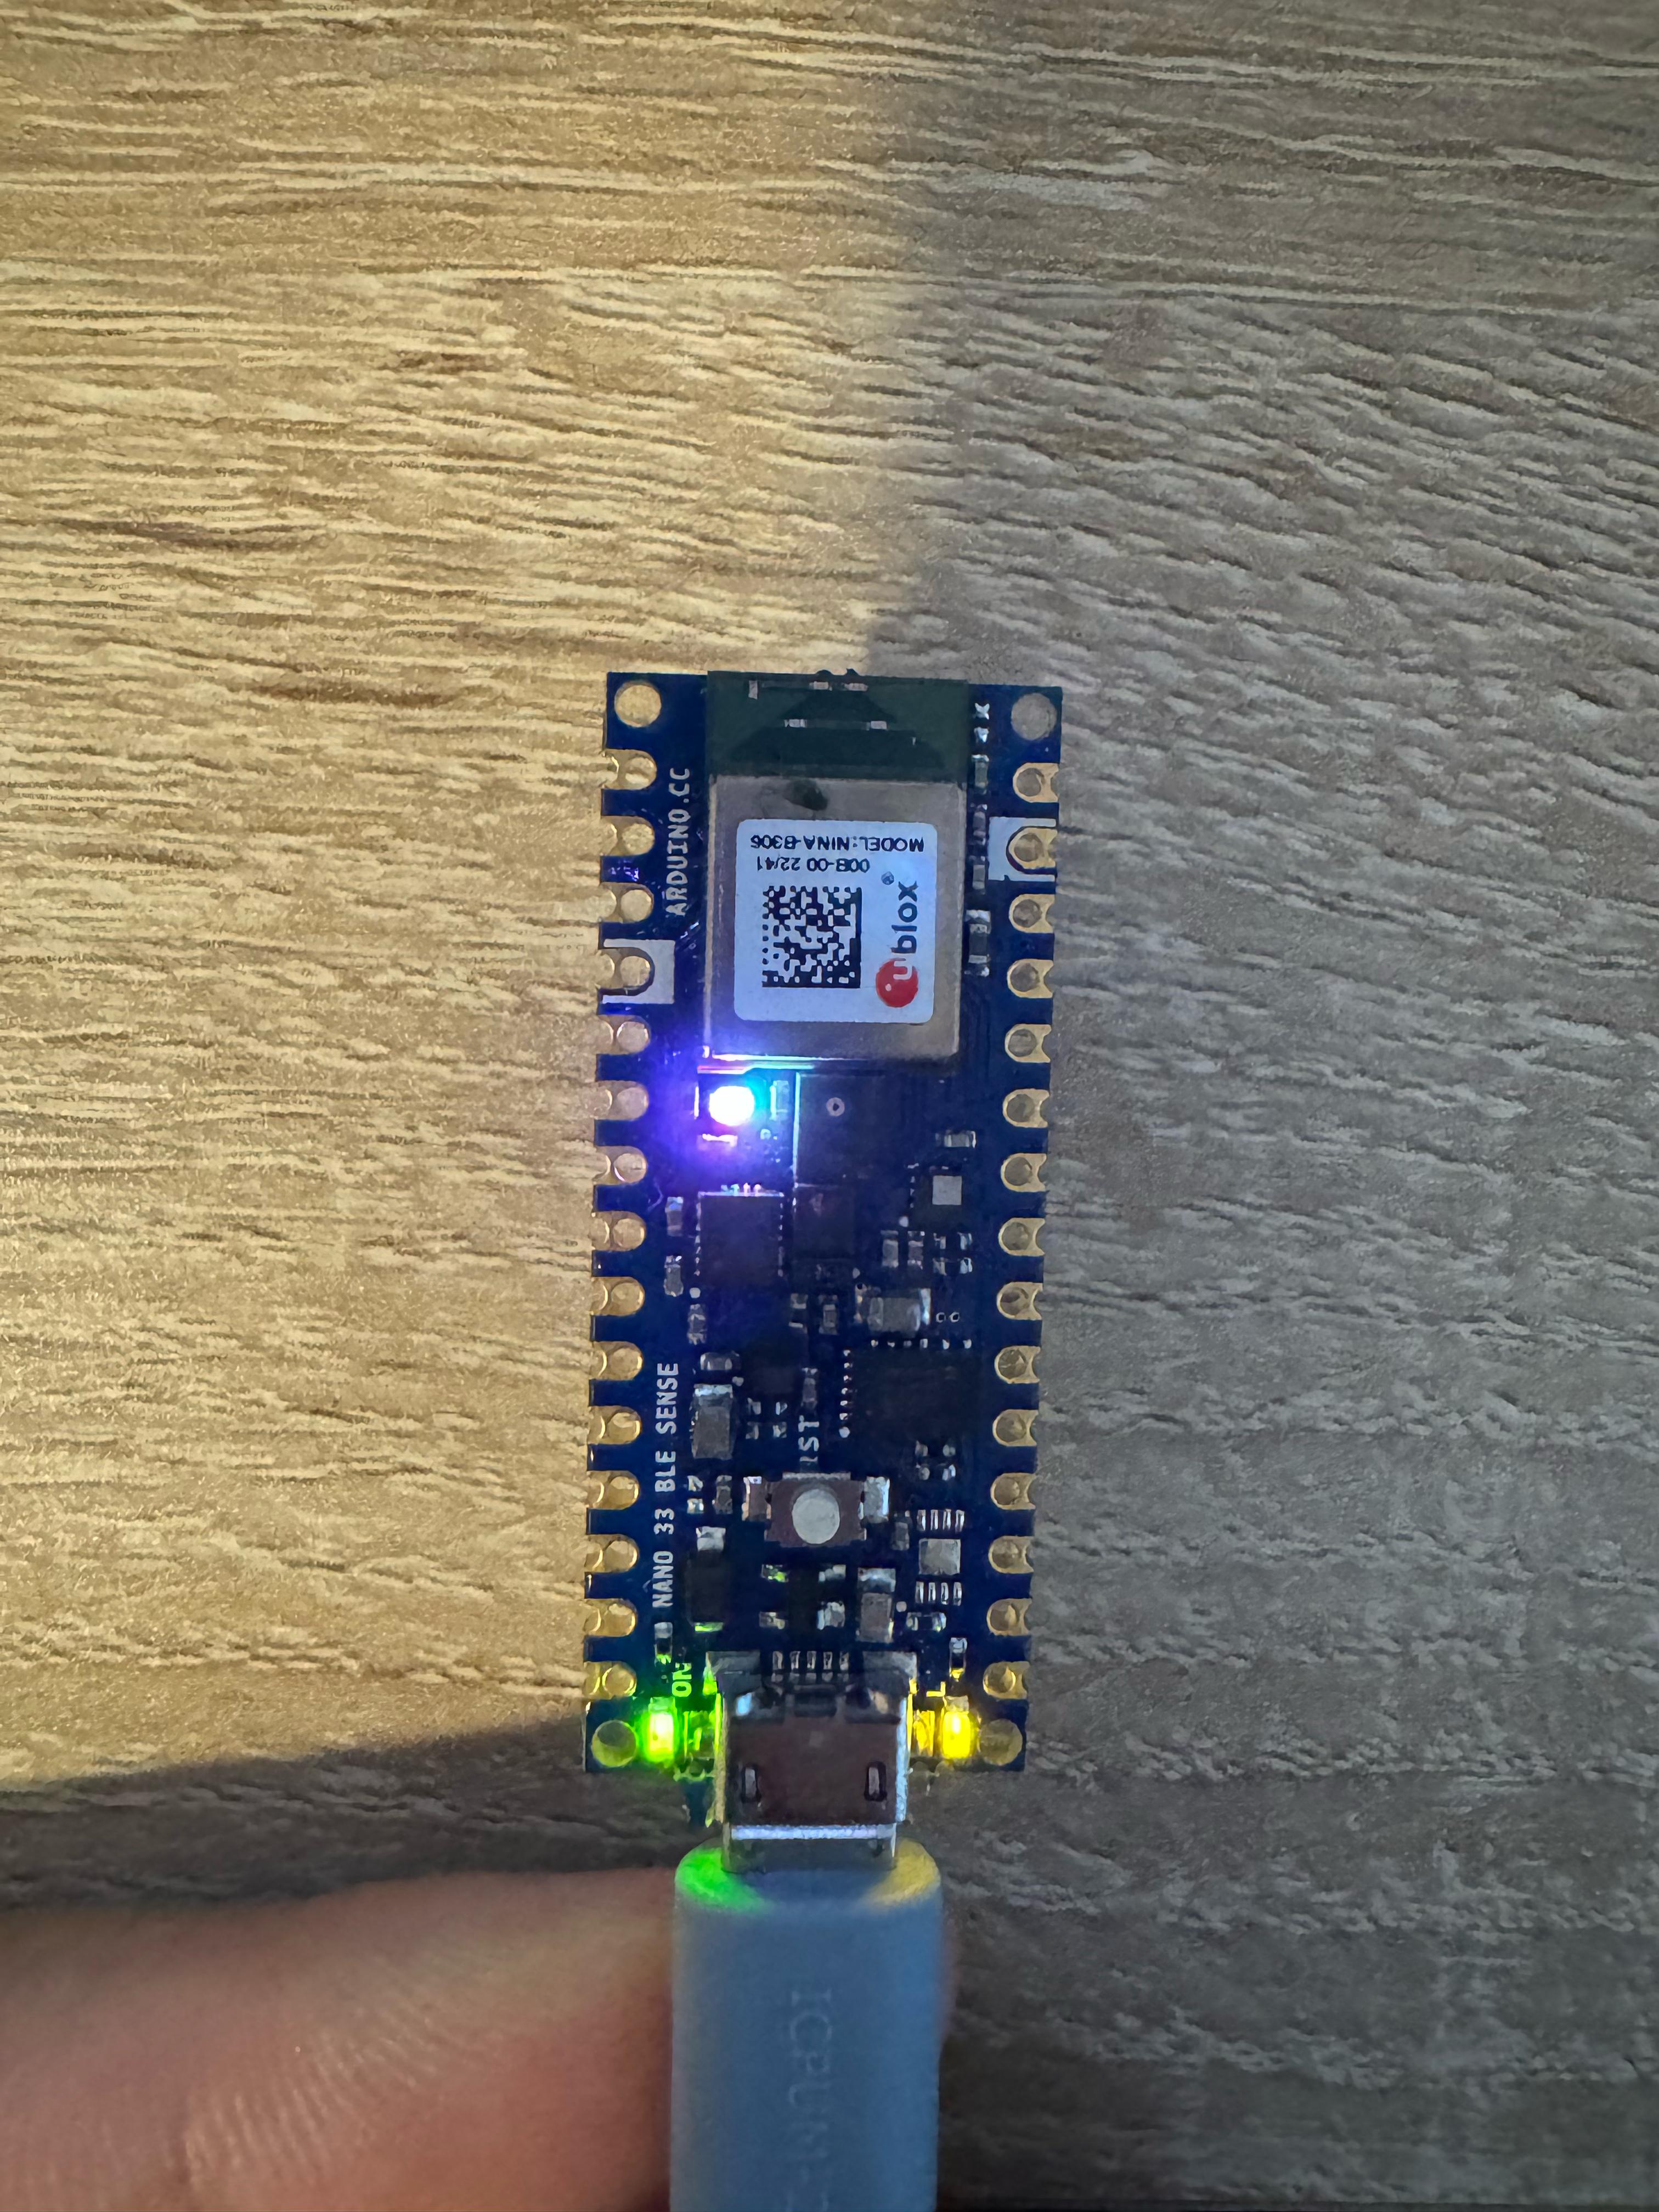 ARDUINO.CC
MODEL:NINA-B306
00B-00 22/41
ublox
NANO 33 BLE SENSE
RST
ON
L